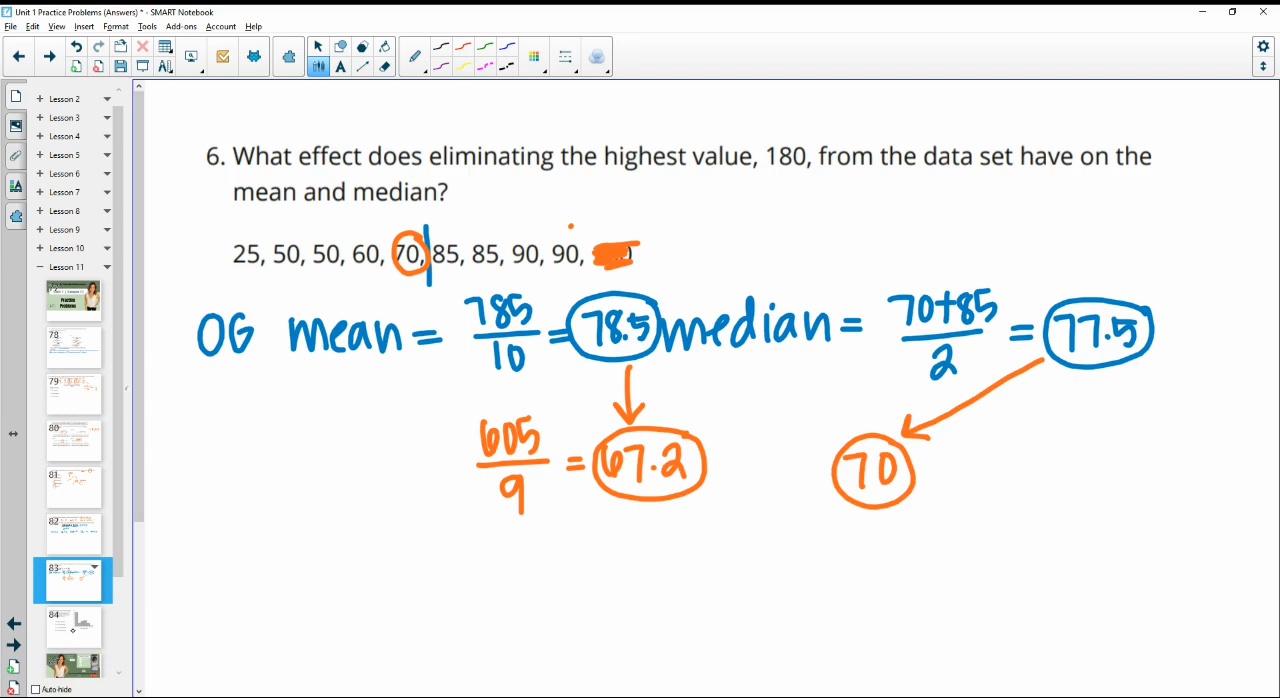 Unit 1 Practice Problems (Answers) * - SMART Notebook
File Edit View Insert Format Tools Add-ons Account Help
Lesson 2
Lesson 3
Lesson 4
Lesson 5
Lesson 6
Lesson 7
Lesson 8
Lesson 9
Lesson 10
Lesson 11
Practice
Problems
78
79
80
81
82
83
84
Auto-hide
6. What effect does eliminating the highest value, 180, from the data set have on the
mean and median?
25, 50, 50, 60, 70, 85, 85, 90, 90,
OG mean = 785/10 = 78.5 median = 70+85/2 = 77.5
605/9 = 67.2 70